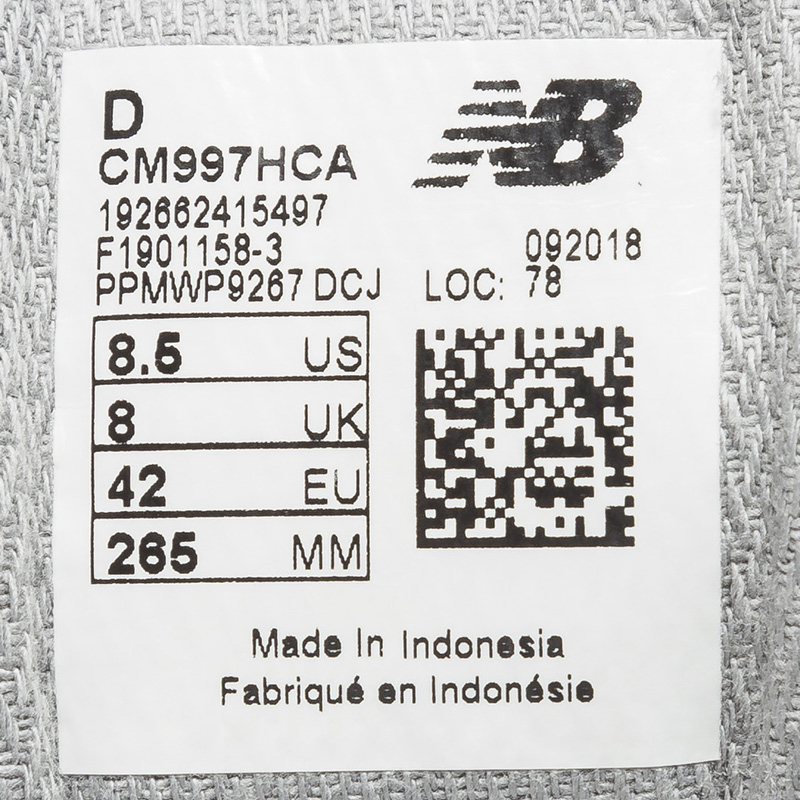 D
NB
CM997HCA
192662415497
F1901158-3
092018
PPMWP9267 DCJ
LOC: 78
8.5 US
8 UK
42 EU
265 MM
Made In Indonesia
Fabriqué en Indonésie